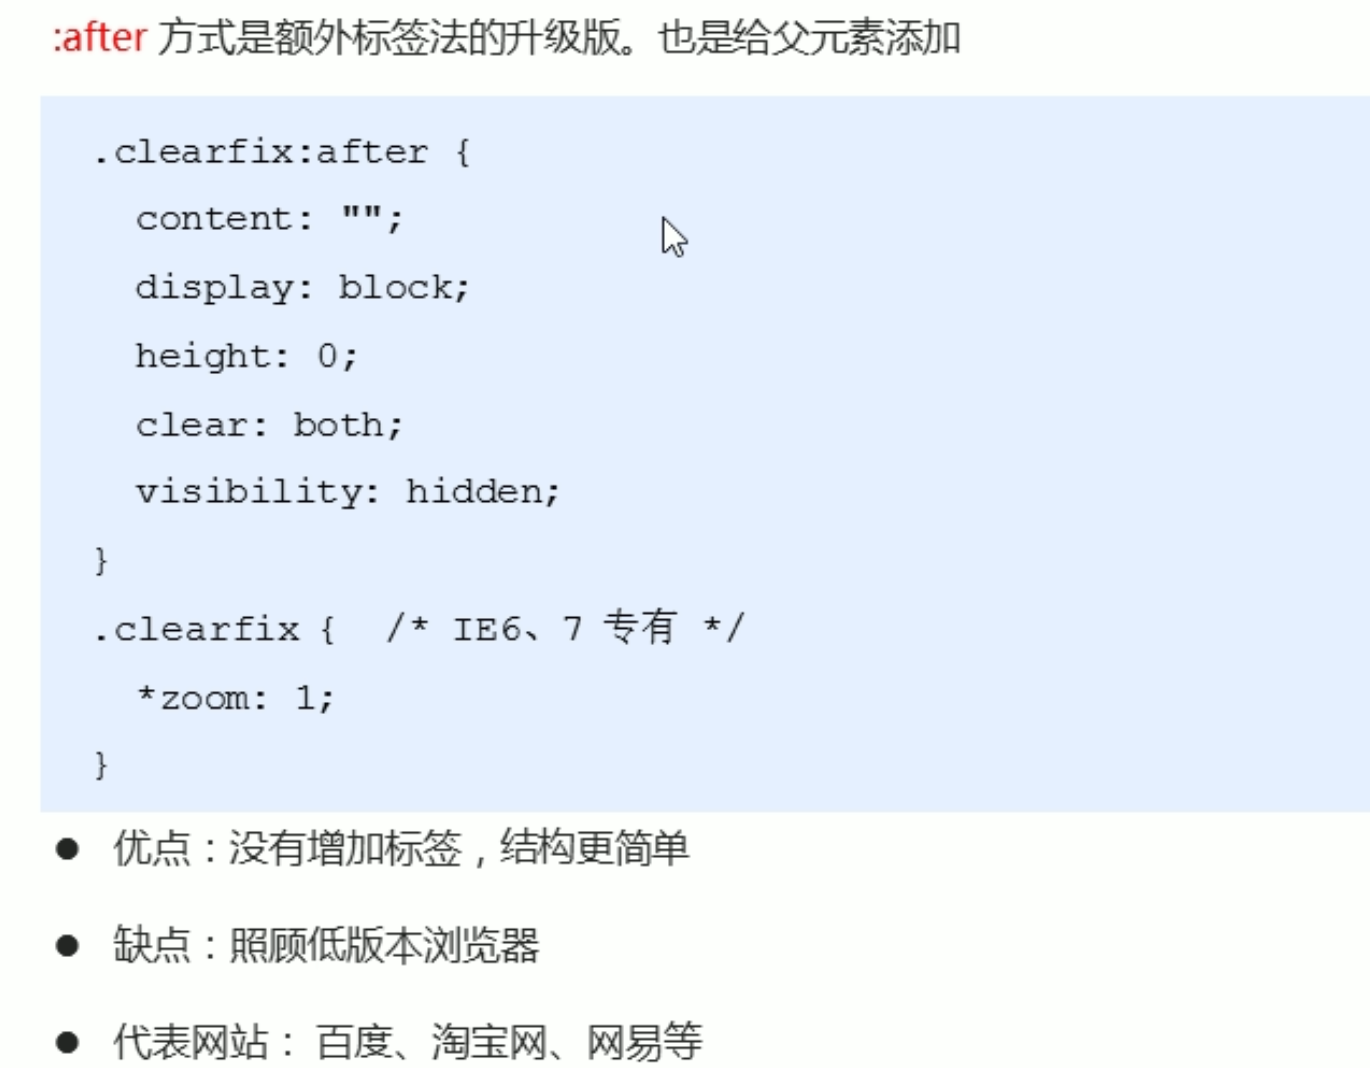 :after 方式是额外标签法的升级版。也是给父元素添加
.clearfix:after {
content: "";
display: block;
height: 0;
clear: both;
visibility: hidden;
}
.clearfix { /* IE6、7 专有 */
*zoom: 1;
}
● 优点：没有增加标签，结构更简单
● 缺点：照顾低版本浏览器
● 代表网站： 百度、淘宝网、网易等